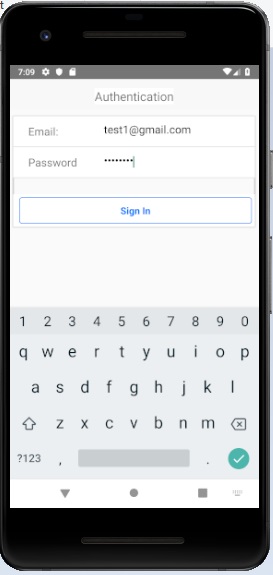 t
7:09
Authentication
Email: test1@gmail.com
Password ••••••••
Sign In
1 2 3 4 5 6 7 8 9 0
q w e r t y u i o p
a s d f g h j k l
z x c v b n m
?123 , .